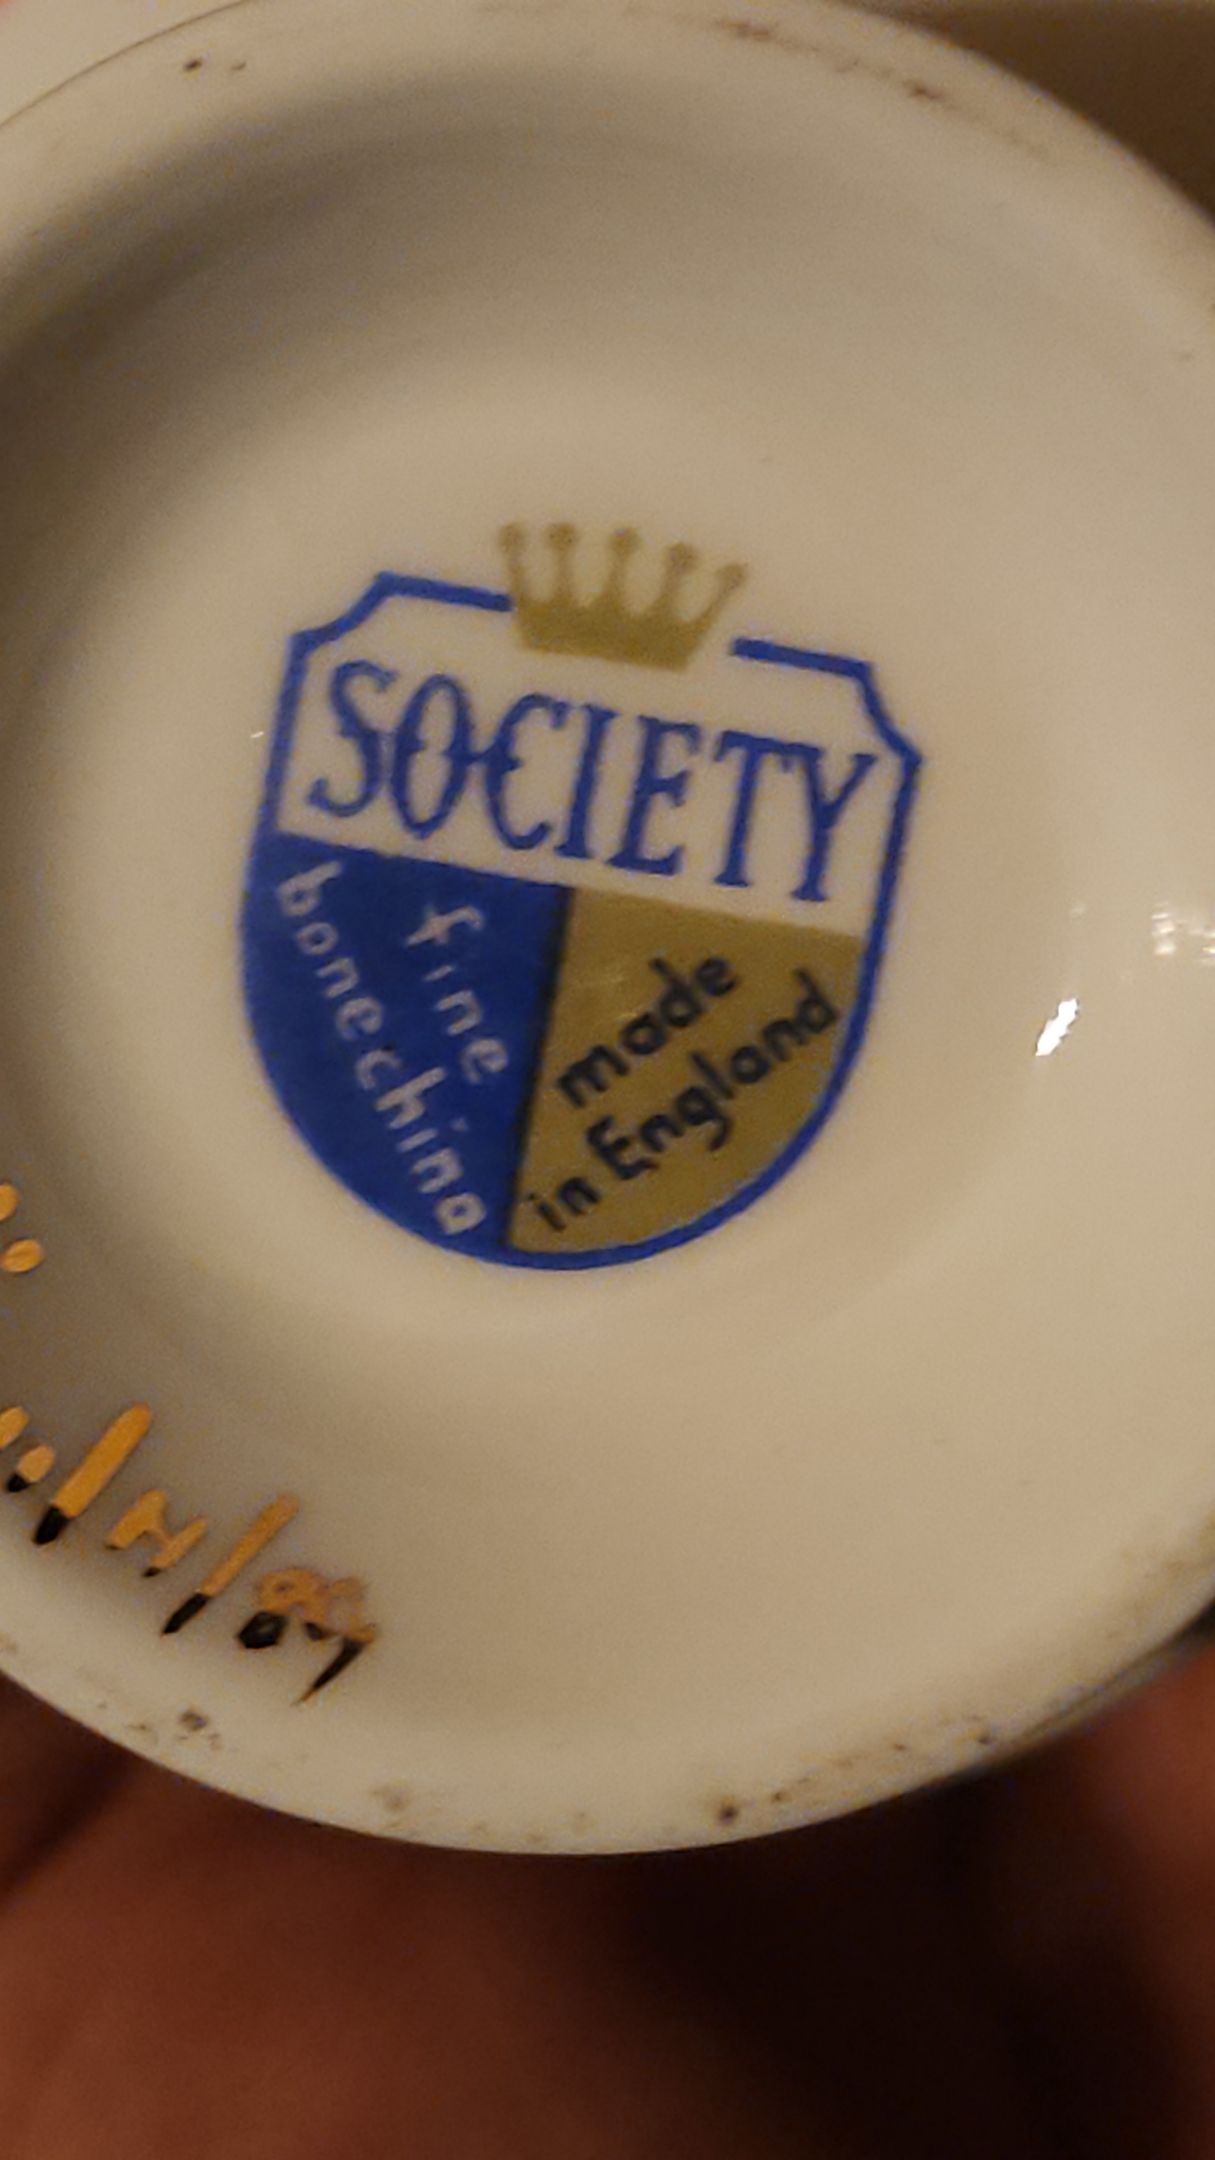 SOCIETY
fine
bonechina
made
in England